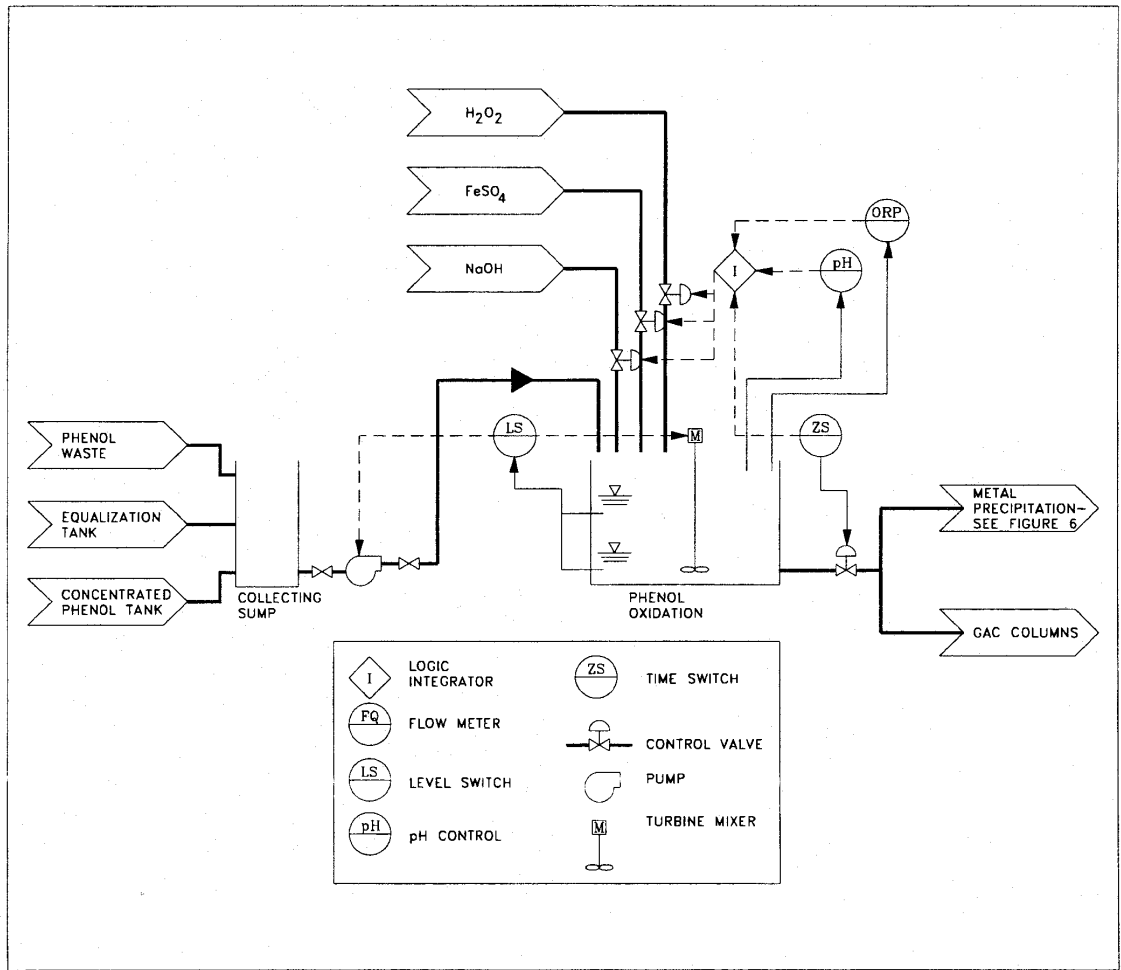 H2O2
FeSO4
NaOH
ORP
I
pH
LS
M
ZS
PHENOL
WASTE
EQUALIZATION
TANK
CONCENTRATED
PHENOL TANK
COLLECTING
SUMP
PHENOL
OXIDATION
METAL
PRECIPITATION-
SEE FIGURE 6
GAC COLUMNS
I
LOGIC
INTEGRATOR
FQ
FLOW METER
LS
LEVEL SWITCH
pH
pH CONTROL
ZS
TIME SWITCH
CONTROL VALVE
PUMP
M
TURBINE MIXER